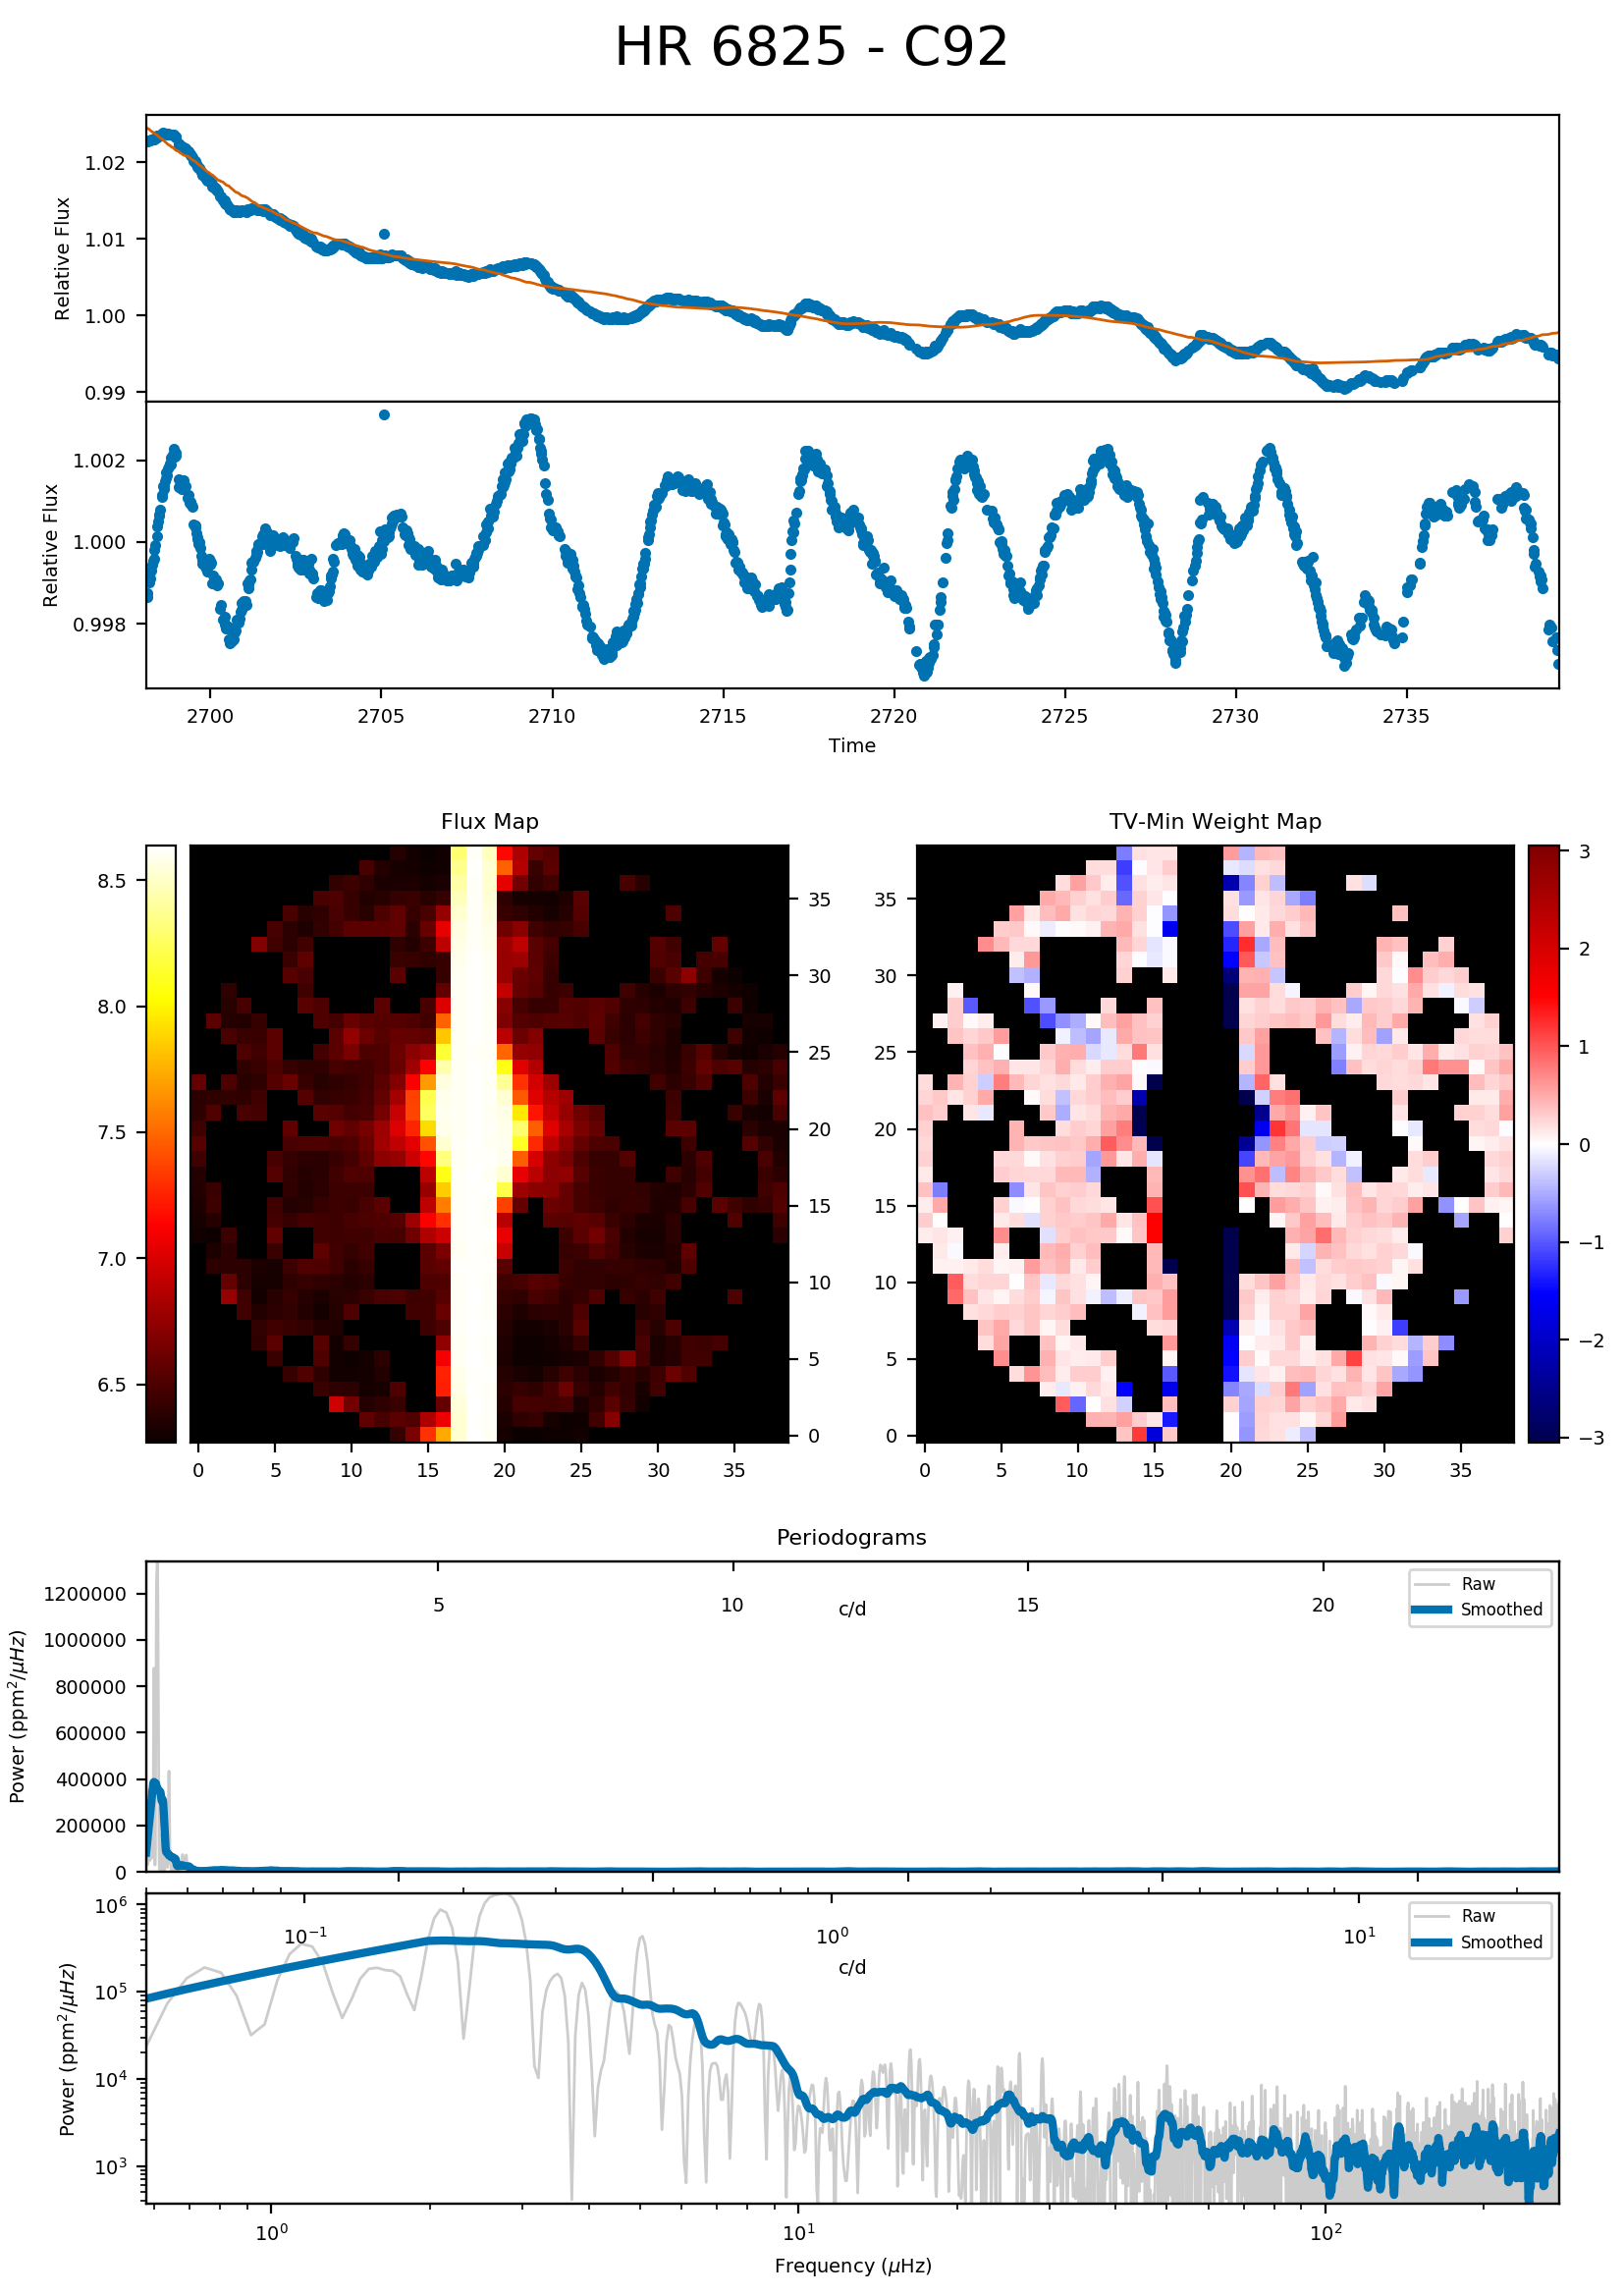 HR 6825 - C92
1.02
1.01
1.00
0.99
Relative Flux
1.002
1.000
0.998
Relative Flux
2700 2705 2710 2715 2720 2725 2730 2735
Time
Flux Map
8.5
8.0
7.5
7.0
6.5
35
30
25
20
15
10
5
0
0 5 10 15 20 25 30 35
TV-Min Weight Map
35
30
25
20
15
10
5
0
0 5 10 15 20 25 30 35
3
2
1
0
−1
−2
−3
Periodograms
1200000
1000000
800000
600000
400000
200000
0
Power (ppm²/μHz)
5 10 15 20
c/d
Raw
Smoothed
10⁶
10⁵
10⁴
10³
Power (ppm²/μHz)
10⁻¹ 10⁰ 10¹
c/d
Raw
Smoothed
10⁰ 10¹ 10²
Frequency (μHz)